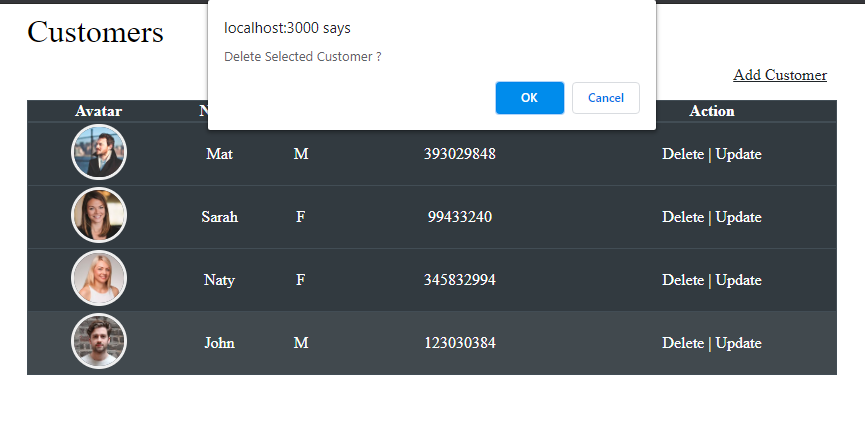 localhost:3000 says
Delete Selected Customer ?
OK Cancel
Customers
Add Customer
Avatar Action
Mat M 393029848 Delete | Update
Sarah F 99433240 Delete | Update
Naty F 345832994 Delete | Update
John M 123030384 Delete | Update